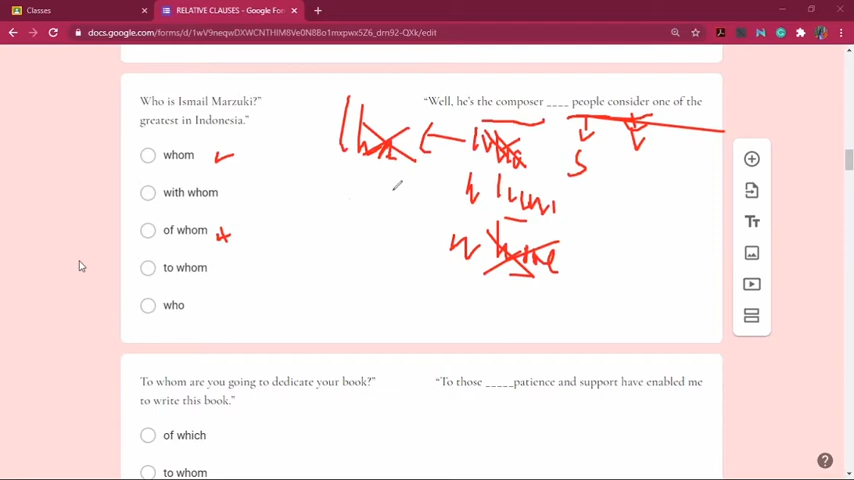 Classes
RELATIVE CLAUSES - Google For
docs.google.com/forms/d/1wV9neqwDXWCNTHIM8Ve0N8Bo1mxpwx5Z6_drn92-QXk/edit
Who is Ismail Marzuki?" "Well, he's the composer ____ people consider one of the
greatest in Indonesia."
whom
with whom
of whom
to whom
who
S
V
To whom are you going to dedicate your book?" "To those _____patience and support have enabled me
to write this book."
of which
to whom